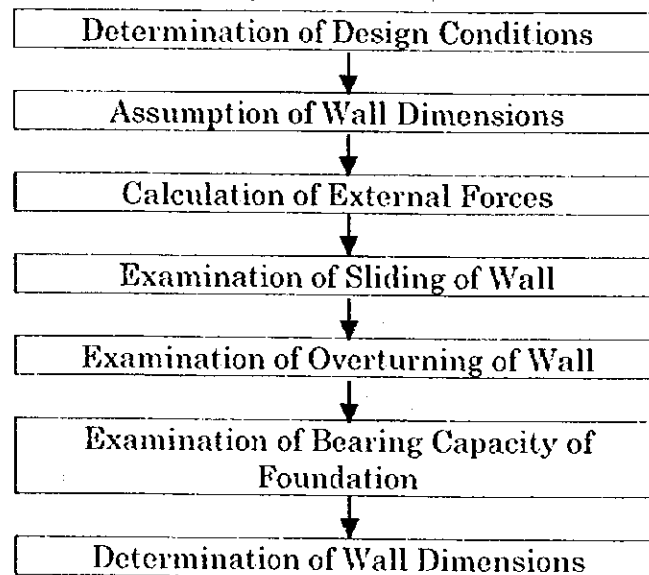 Determination of Design Conditions
Assumption of Wall Dimensions
Calculation of External Forces
Examination of Sliding of Wall
Examination of Overturning of Wall
Examination of Bearing Capacity of
Foundation
Determination of Wall Dimensions